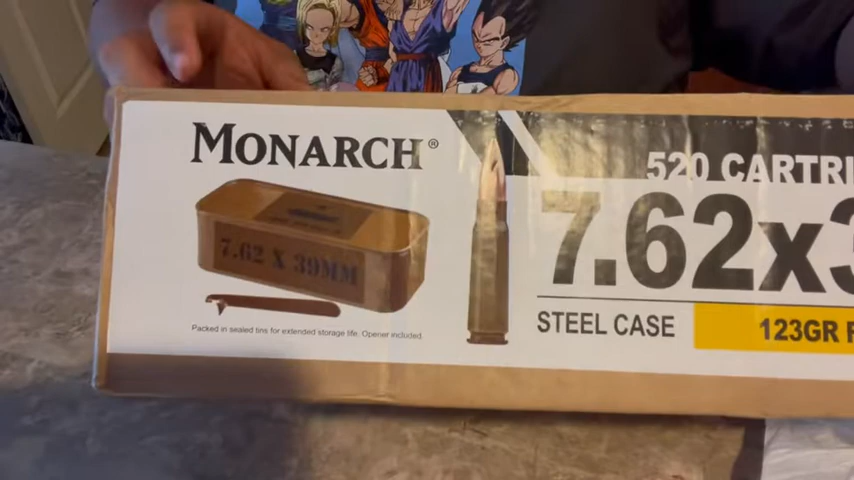 MONARCH®
7.62 X 39MM
Packed in sealed tins for extended storage life. Opener included
520 CARTRI
7.62x3
STEEL CASE
123GR